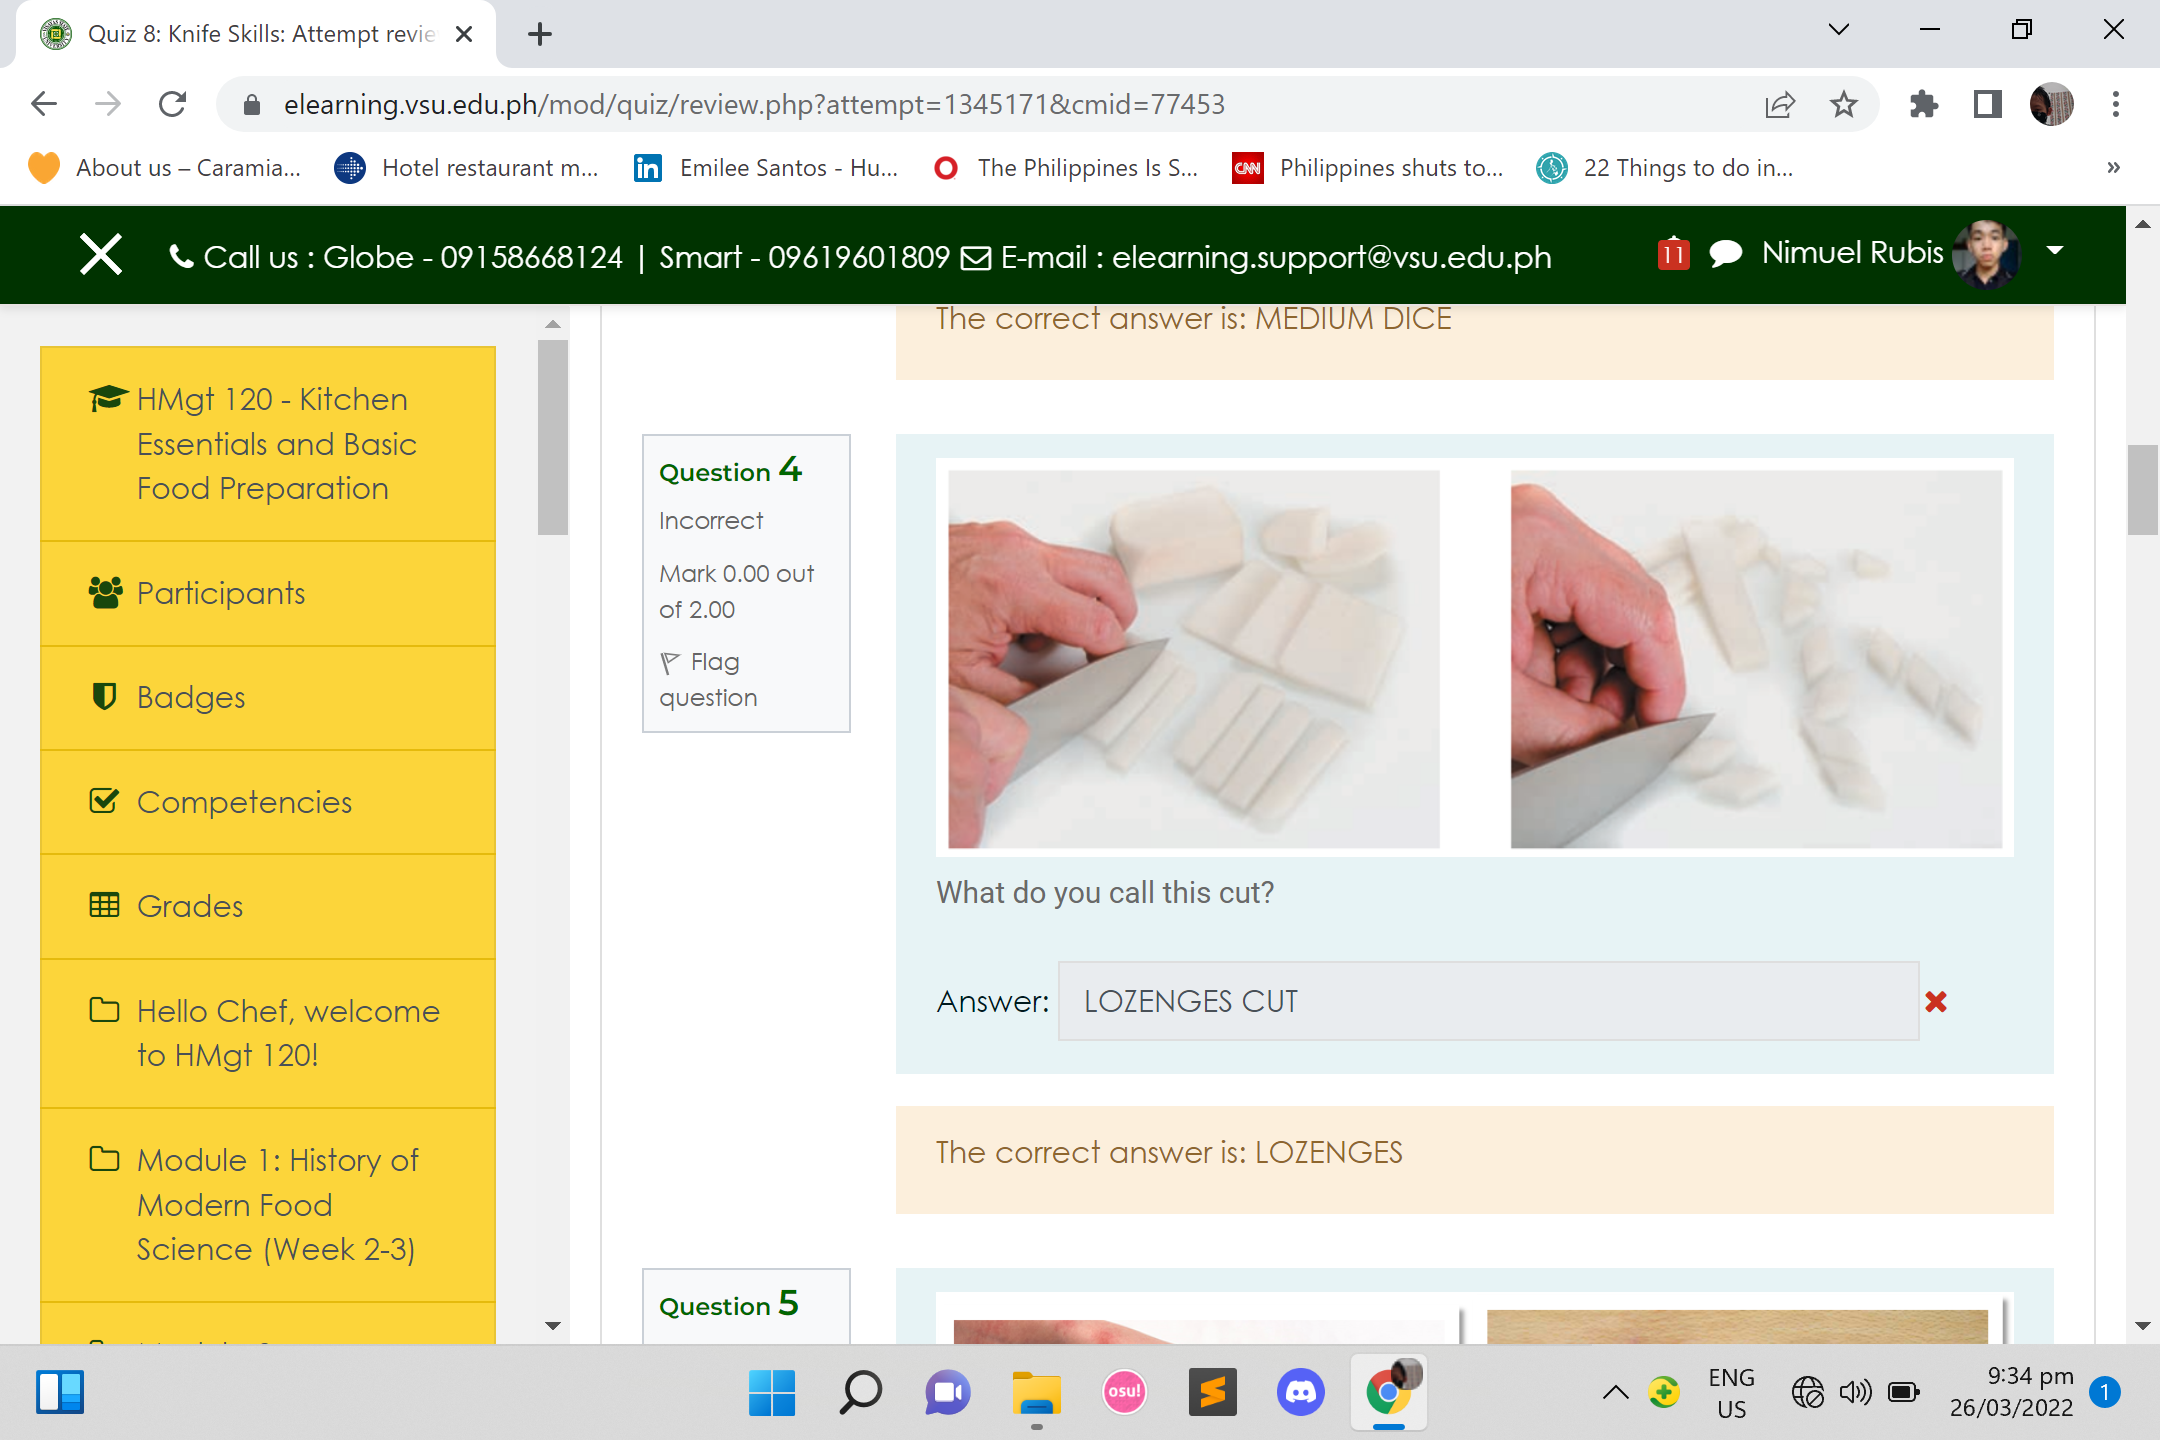 Quiz 8: Knife Skills: Attempt revie
elearning.vsu.edu.ph/mod/quiz/review.php?attempt=1345171&cmid=77453
About us – Caramia...
Hotel restaurant m...
in
Emilee Santos - Hu...
The Philippines Is S...
CNN
Philippines shuts to...
22 Things to do in...
»
Call us : Globe - 09158668124 | Smart - 09619601809 E-mail : elearning.support@vsu.edu.ph
11
Nimuel Rubis
HMgt 120 - Kitchen
Essentials and Basic
Food Preparation
Participants
Badges
Competencies
Grades
Hello Chef, welcome
to HMgt 120!
Module 1: History of
Modern Food
Science (Week 2-3)
The correct answer is: MEDIUM DICE
Question 4
Incorrect
Mark 0.00 out
of 2.00
Flag
question
What do you call this cut?
Answer: LOZENGES CUT
The correct answer is: LOZENGES
Question 5
osu!
ENG
US
9:34 pm
26/03/2022
1